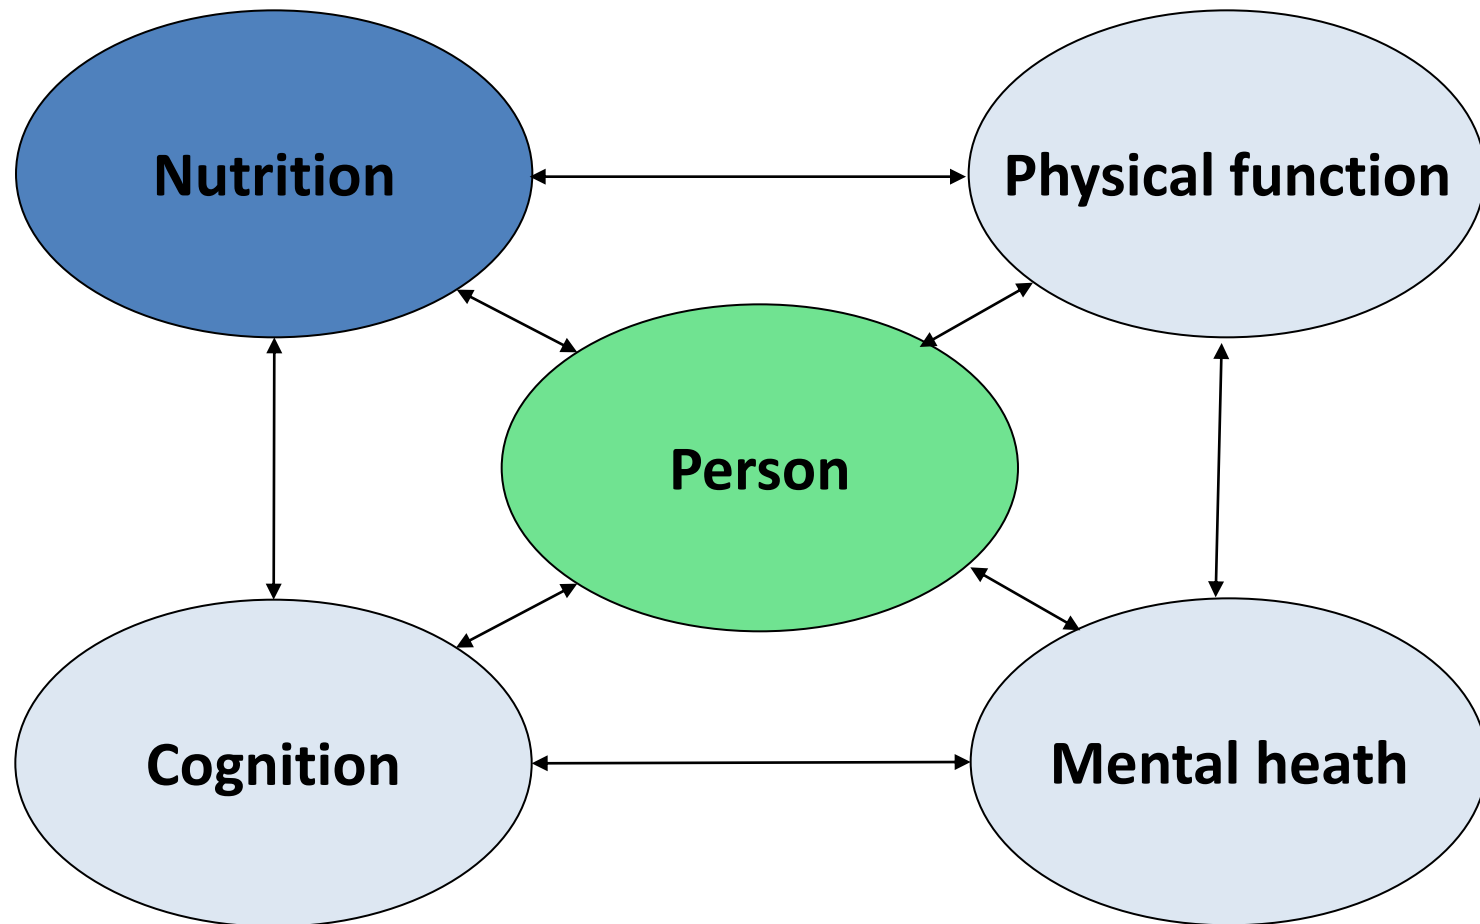 Nutrition
Physical function
Person
Cognition
Mental heath